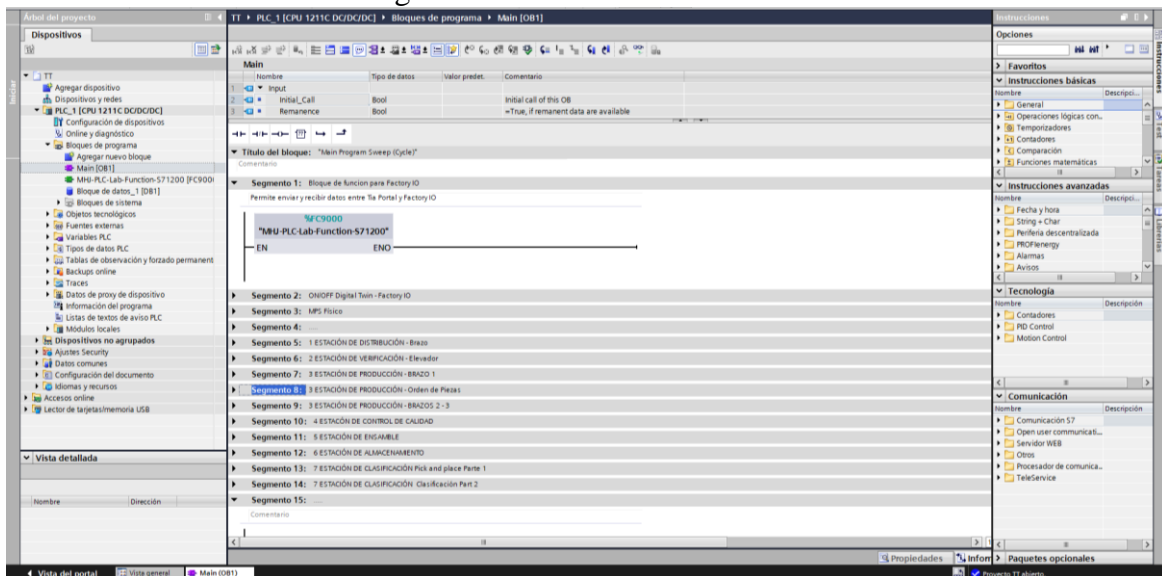 Árbol del proyecto
TT ▸ PLC_1 [CPU 1211C DC/DC/DC] ▸ Bloques de programa ▸ Main [OB1]
Instrucciones
Dispositivos
Opciones
Iniciar
TT
Agregar dispositivo
Dispositivos y redes
PLC_1 [CPU 1211C DC/DC/DC]
Configuración de dispositivos
Online y diagnóstico
Bloques de programa
Agregar nuevo bloque
Main [OB1]
MHJ-PLC-Lab-Function-S71200 [FC900
Bloque de datos_1 [DB1]
Bloques de sistema
Objetos tecnológicos
Fuentes externas
Variables PLC
Tipos de datos PLC
Tablas de observación y forzado permanent
Backups online
Traces
Datos de proxy de dispositivo
Información del programa
Listas de textos de aviso PLC
Módulos locales
Dispositivos no agrupados
Ajustes Security
Datos comunes
Configuración del documento
Idiomas y recursos
Accesos online
Lector de tarjetas/memoria USB
Vista detallada
Nombre Dirección
Main
Nombre Tipo de datos Valor predet. Comentario
1 Input
2 Initial_Call Bool Initial call of this OB
3 Remanence Bool =True, if remanent data are available
Título del bloque: "Main Program Sweep (Cycle)"
Comentario
Segmento 1: Bloque de funcion para Factory IO
Permite enviar y recibir datos entre Tia Portal y Factory IO
%FC9000
"MHJ-PLC-Lab-Function-S71200"
EN ENO
Segmento 2: ON/OFF Digital Twin - Factory IO
Segmento 3: MPS Físico
Segmento 4: ....
Segmento 5: 1 ESTACIÓN DE DISTRIBUCIÓN - Brazo
Segmento 6: 2 ESTACIÓN DE VERIFICACIÓN - Elevador
Segmento 7: 3 ESTACIÓN DE PRODUCCIÓN - BRAZO 1
Segmento 8: 3 ESTACIÓN DE PRODUCCIÓN - Orden de Piezas
Segmento 9: 3 ESTACIÓN DE PRODUCCIÓN - BRAZOS 2 - 3
Segmento 10: 4 ESTACÓN DE CONTROL DE CALIDAD
Segmento 11: 5 ESTACIÓN DE ENSAMBLE
Segmento 12: 6 ESTACIÓN DE ALMACENAMIENTO
Segmento 13: 7 ESTACIÓN DE CLASIFICACIÓN Pick and place Parte 1
Segmento 14: 7 ESTACIÓN DE CLASIFICACIÓN Clasificación Part 2
Segmento 15: ....
Comentario
Favoritos
Instrucciones básicas
Nombre Descripci...
General
Operaciones lógicas con..
Temporizadores
Contadores
Comparación
Funciones matemáticas
Instrucciones avanzadas
Nombre Descripci...
Fecha y hora
String + Char
Periferia descentralizada
PROFIenergy
Alarmas
Avisos
Tecnología
Nombre Descripción
Contadores
PID Control
Motion Control
Comunicación
Nombre Descripción
Comunicación S7
Open user communicati...
Servidor WEB
Otros
Procesador de comunica..
TeleService
Paquetes opcionales
Instrucciones
Test
Tareas
Librerías
Propiedades Inform
Vista del portal Vista general Main (OB1) Proyecto TT abierto